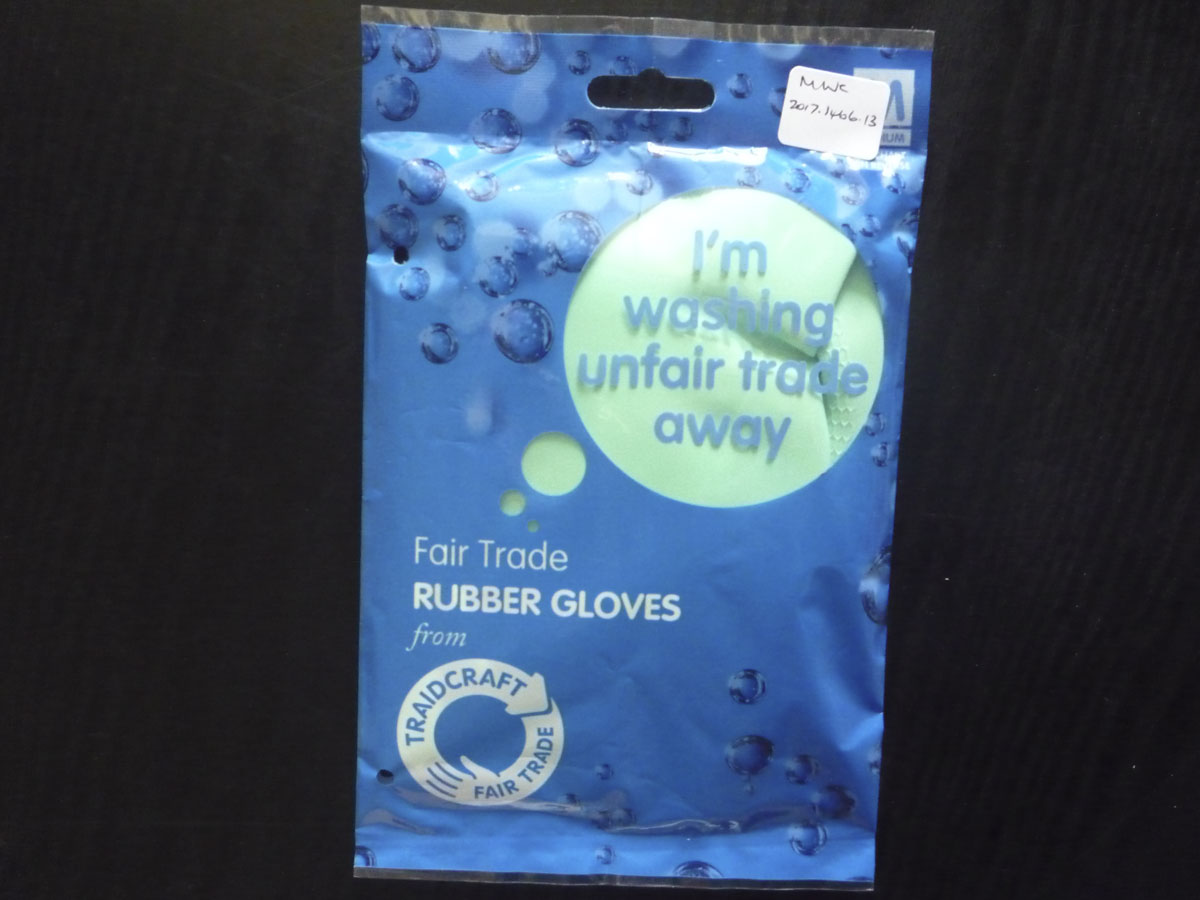 MWC
2017.1466.13
I'm
washing
unfair trade
away
Fair Trade
RUBBER GLOVES
from
TRAIDCRAFT
FAIR TRADE